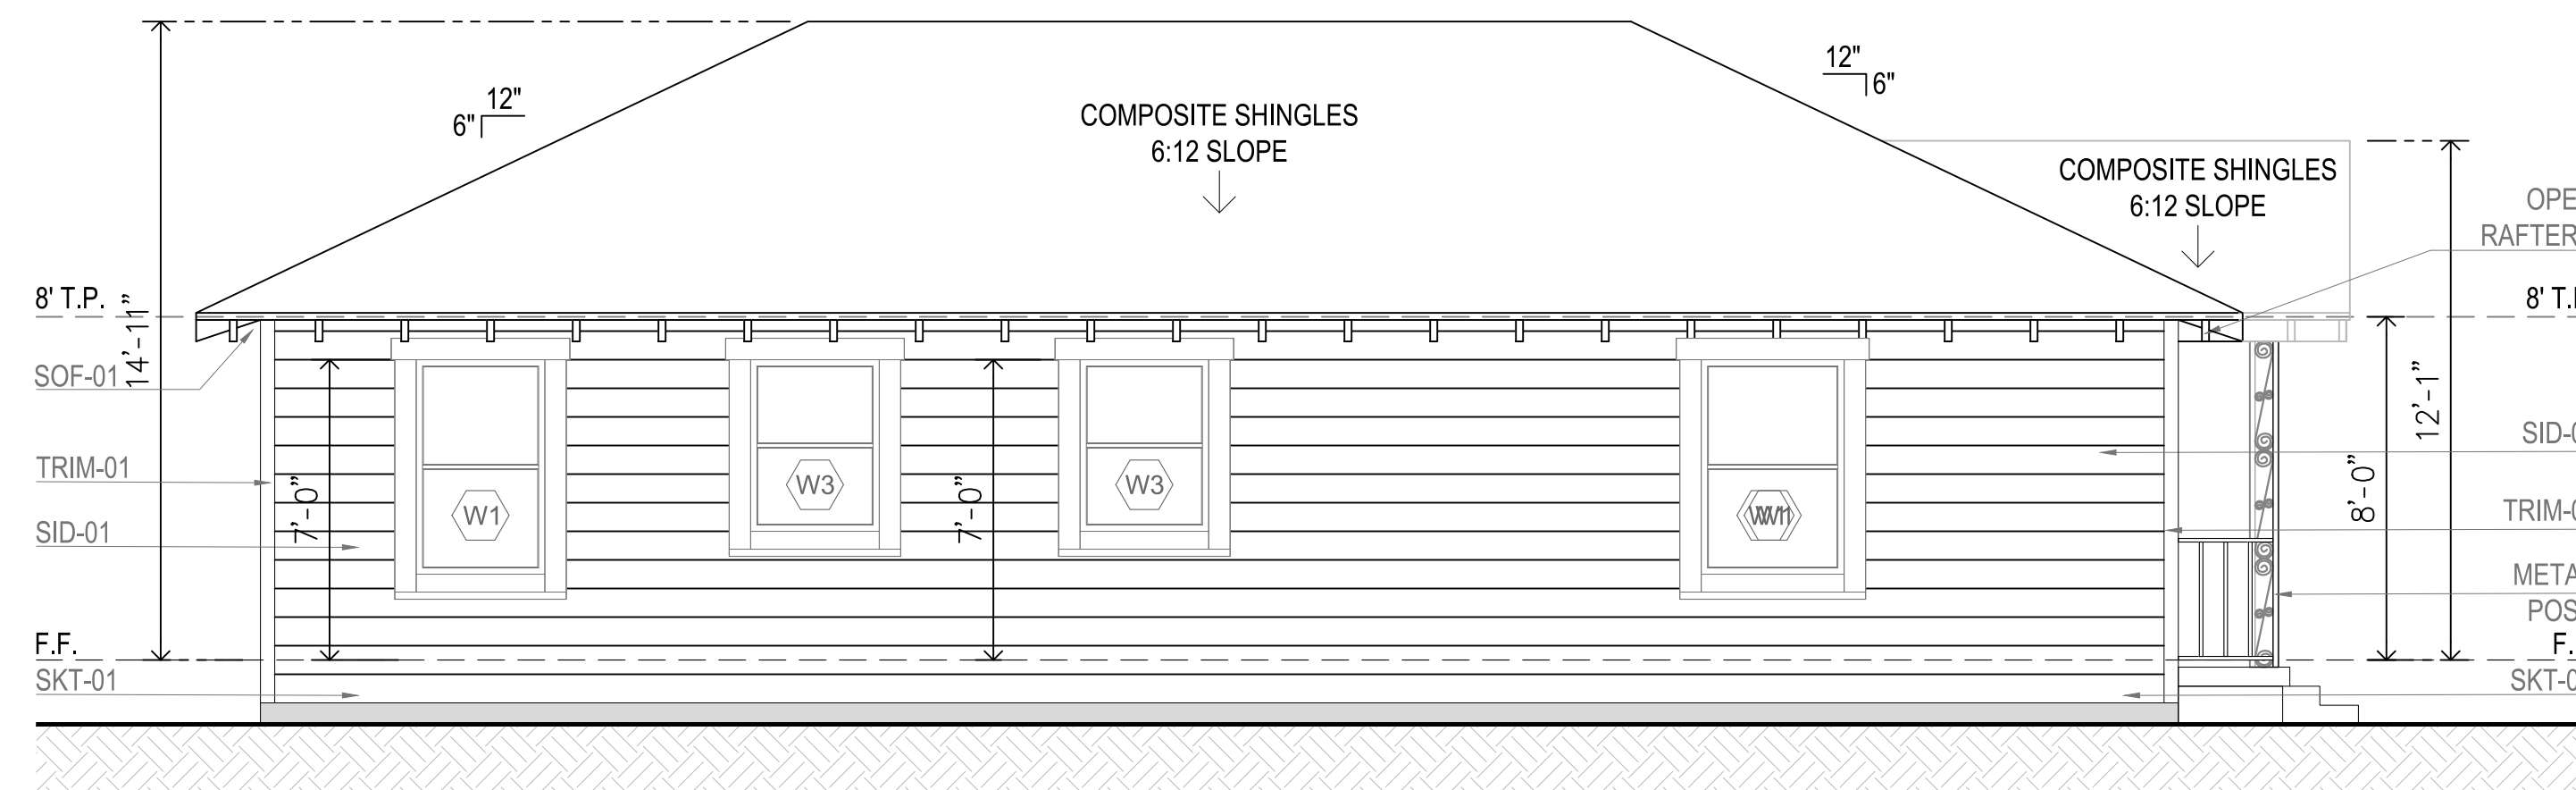 12"
6"
12"
6"
COMPOSITE SHINGLES
6:12 SLOPE
COMPOSITE SHINGLES
6:12 SLOPE
OPE
RAFTER
8' T.P.
14'-11"
8' T.
SOF-01
12'-1"
TRIM-01
SID-0
7'-0"
7'-0"
8'-0"
W1
W3
W3
W1
SID-01
TRIM-0
META
POS
F.F.
F.
SKT-01
SKT-0